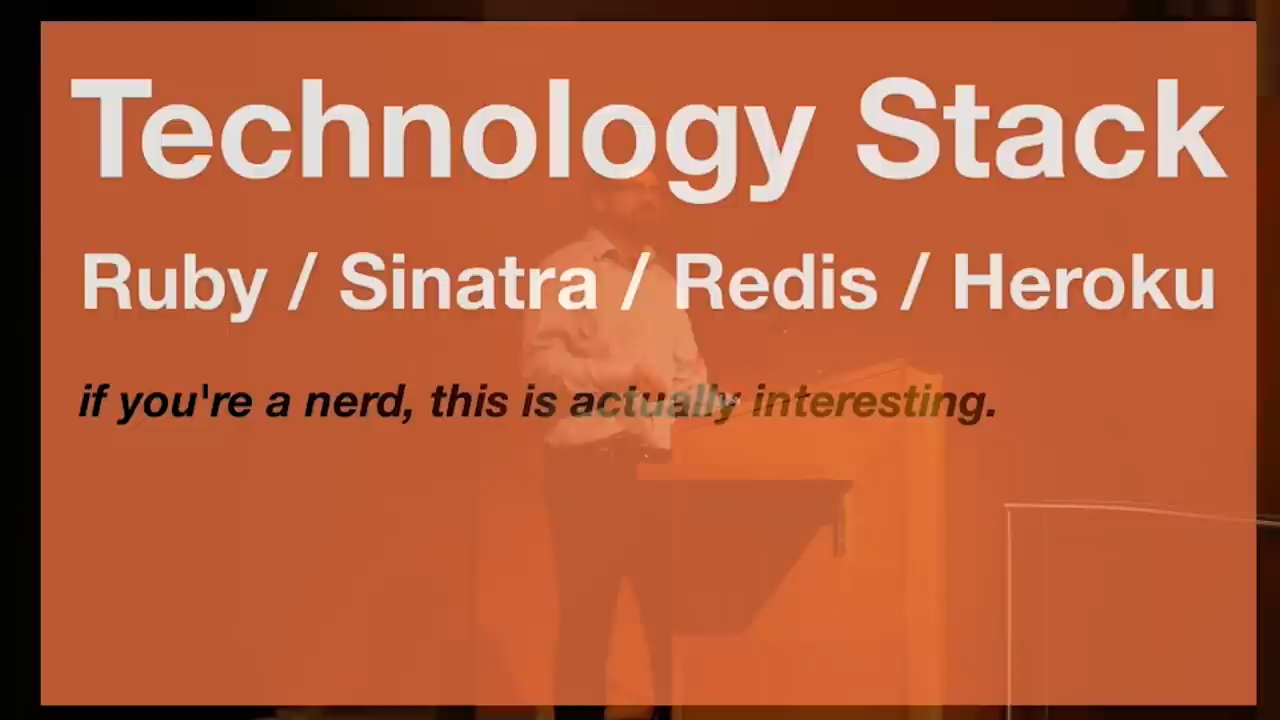 Technology Stack
Ruby / Sinatra / Redis / Heroku
if you're a nerd, this is actually interesting.